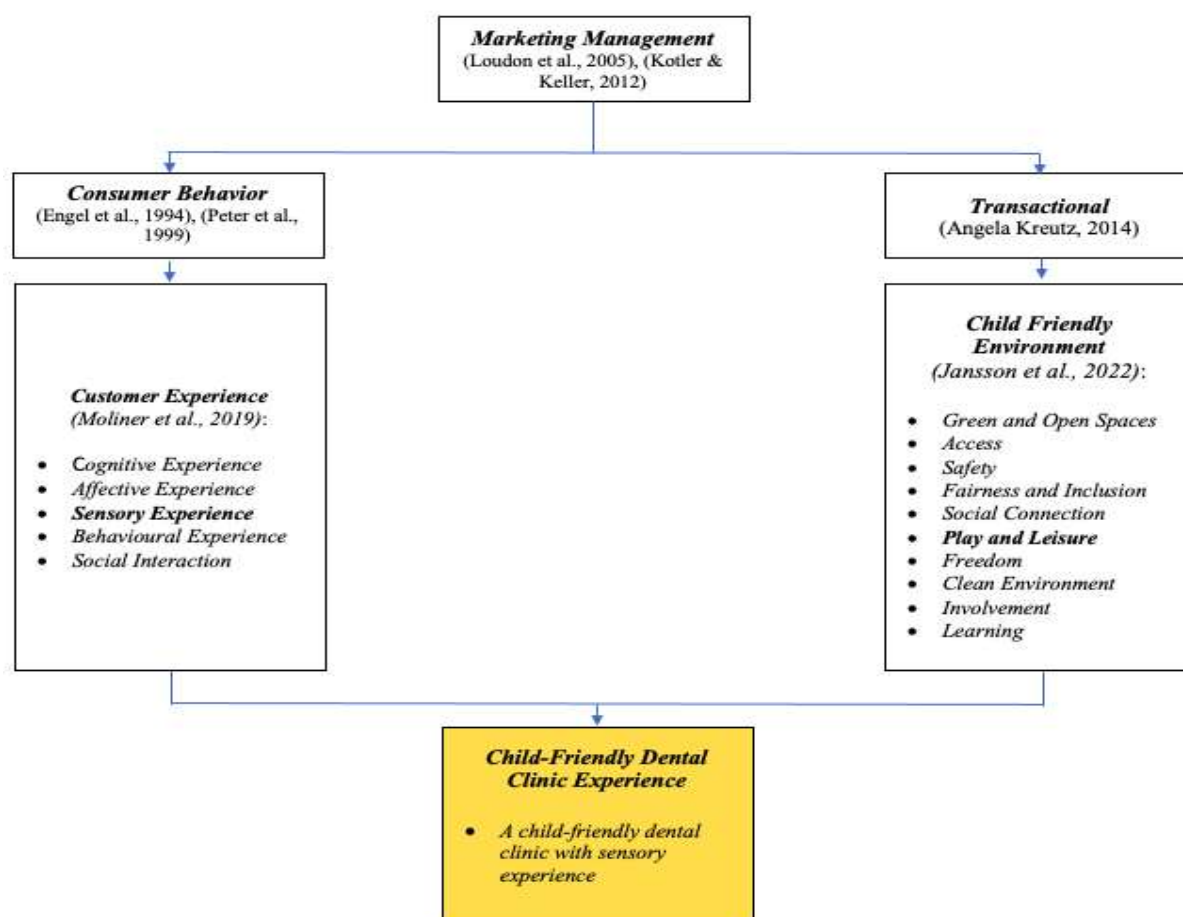 Marketing Management
(Loudon et al., 2005), (Kotler &
Keller, 2012)
Consumer Behavior
(Engel et al., 1994), (Peter et al.,
1999)
Transactional
(Angela Kreutz, 2014)
Customer Experience
(Moliner et al., 2019):
• Cognitive Experience
• Affective Experience
• Sensory Experience
• Behavioural Experience
• Social Interaction
Child Friendly
Environment
(Jansson et al., 2022):
• Green and Open Spaces
• Access
• Safety
• Fairness and Inclusion
• Social Connection
• Play and Leisure
• Freedom
• Clean Environment
• Involvement
• Learning
Child-Friendly Dental
Clinic Experience
• A child-friendly dental
clinic with sensory
experience